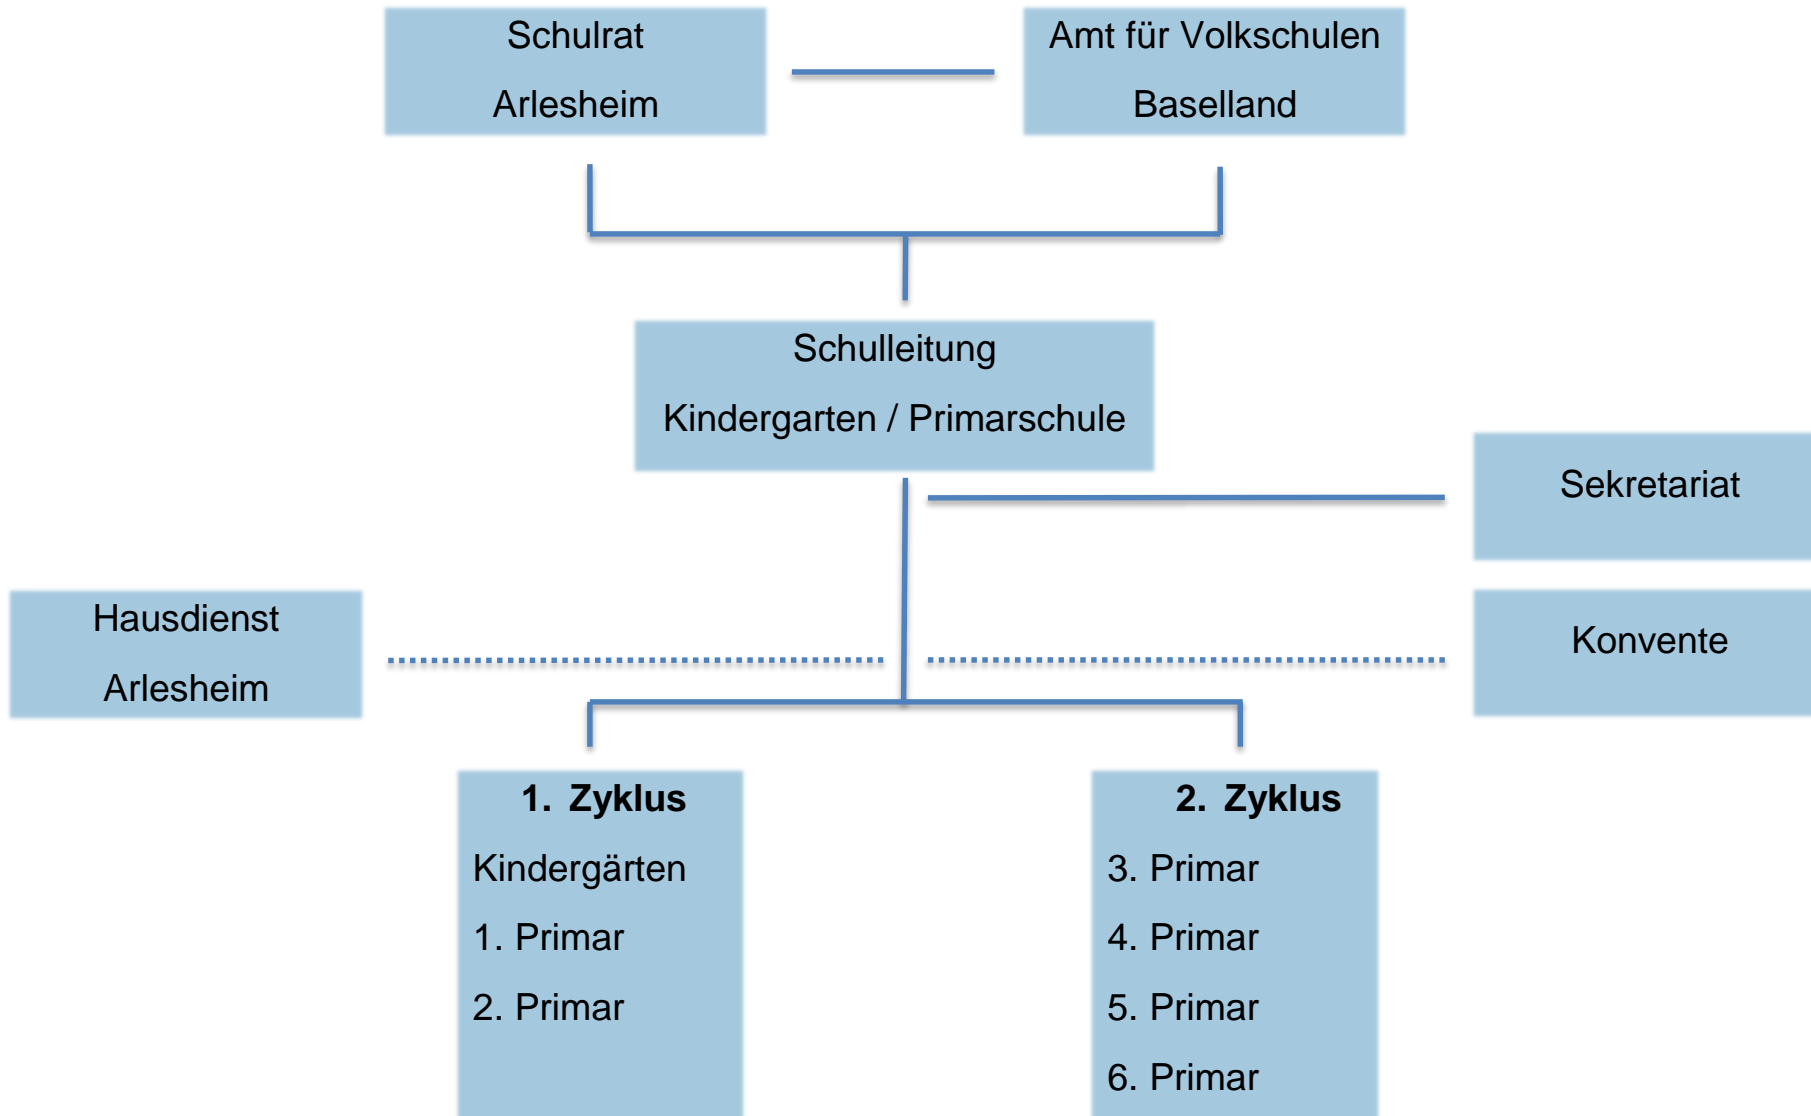 Schulrat
Arlesheim
Amt für Volkschulen
Baselland
Schulleitung
Kindergarten / Primarschule
Sekretariat
Hausdienst
Arlesheim
Konvente
1. Zyklus
Kindergärten
1. Primar
2. Primar
2. Zyklus
3. Primar
4. Primar
5. Primar
6. Primar